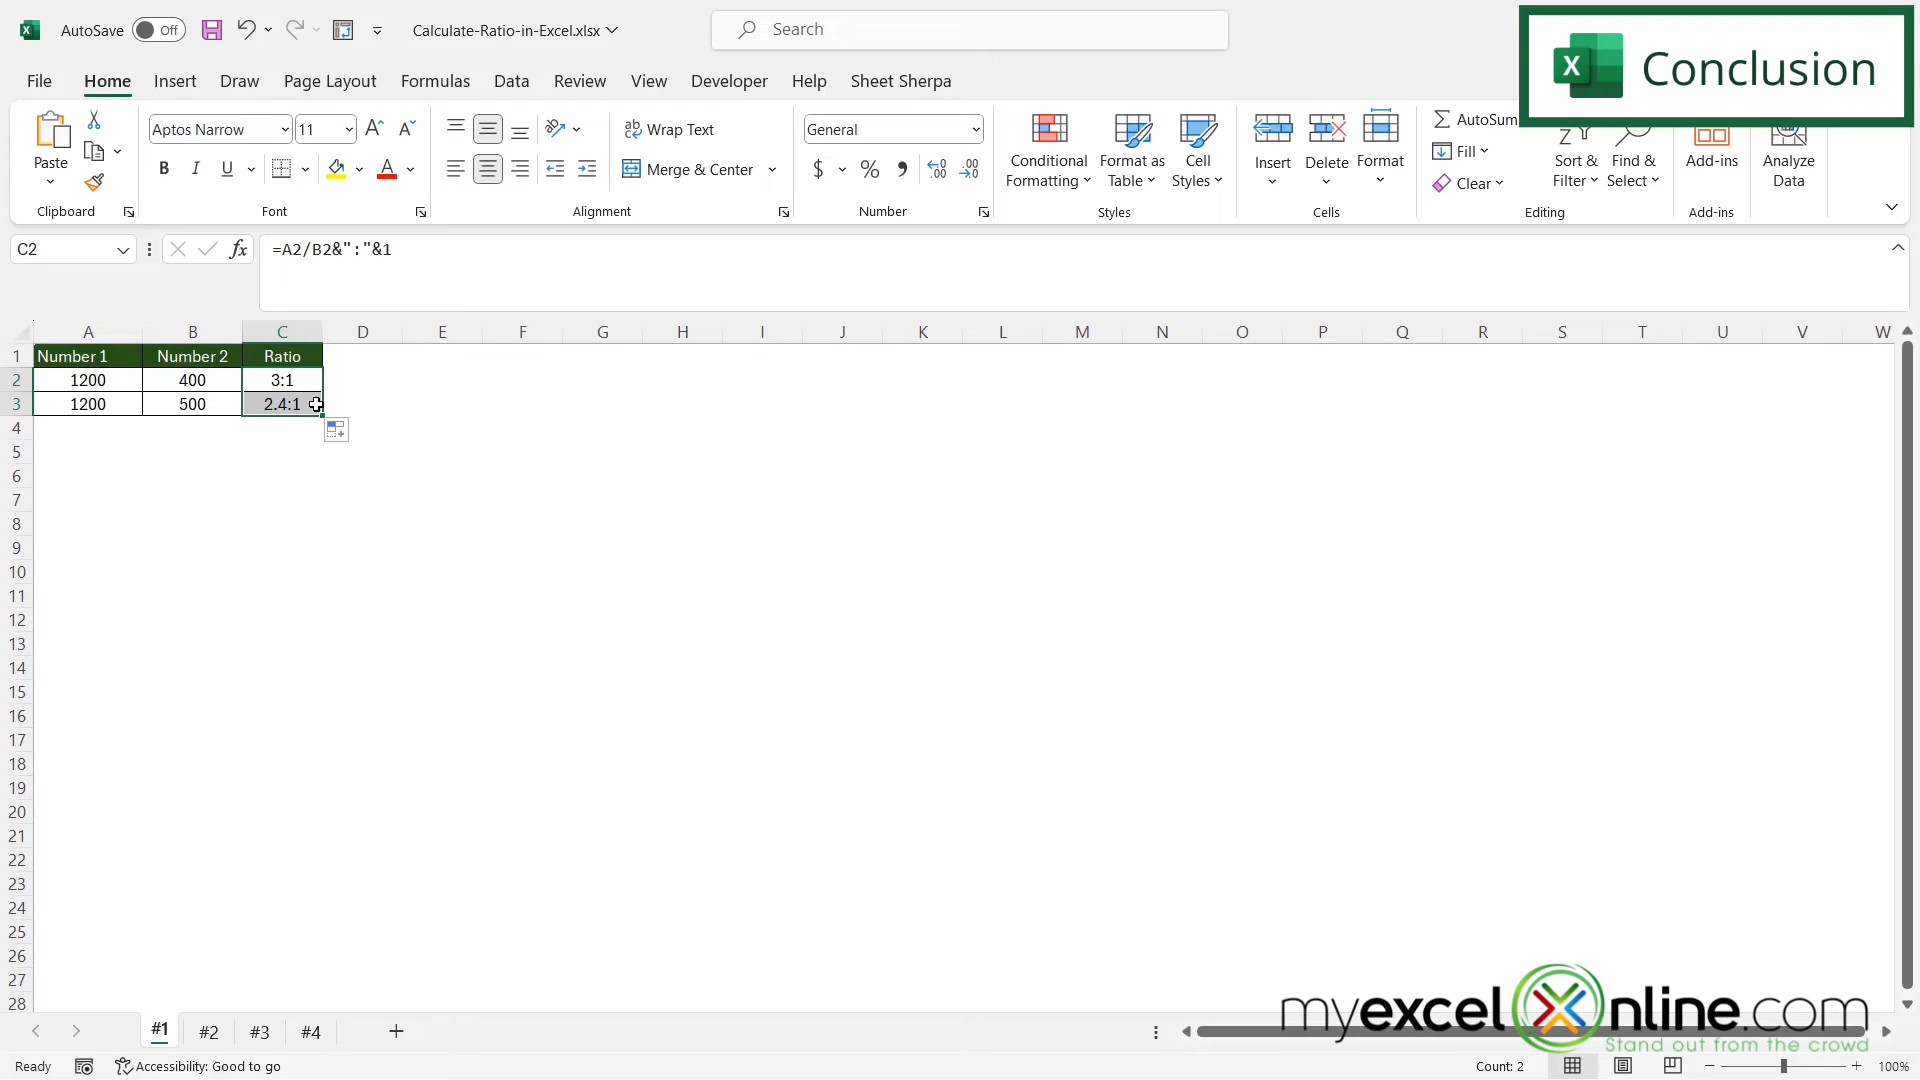 AutoSave Off Calculate-Ratio-in-Excel.xlsx Search
X Conclusion
File Home Insert Draw Page Layout Formulas Data Review View Developer Help Sheet Sherpa
Aptos Narrow 11 Wrap Text General AutoSum
Paste B I U Merge & Center $ % Conditional Formatting Format as Table Cell Styles Insert Delete Format Fill Clear Sort & Filter Find & Select Add-ins Analyze Data
Clipboard Font Alignment Number Styles Cells Editing Add-ins
C2 fx =A2/B2&":"&1
A B C D E F G H I J K L M N O P Q R S T U V W
1 Number 1 Number 2 Ratio
2 1200 400 3:1
3 1200 500 2.4:1
4
5
6
7
8
9
10
11
12
13
14
15
16
17
18
19
20
21
22
23
24
25
26
27
28
myexcelonline.com
Stand out from the crowd
#1 #2 #3 #4
Ready Accessibility: Good to go Count: 2 100%